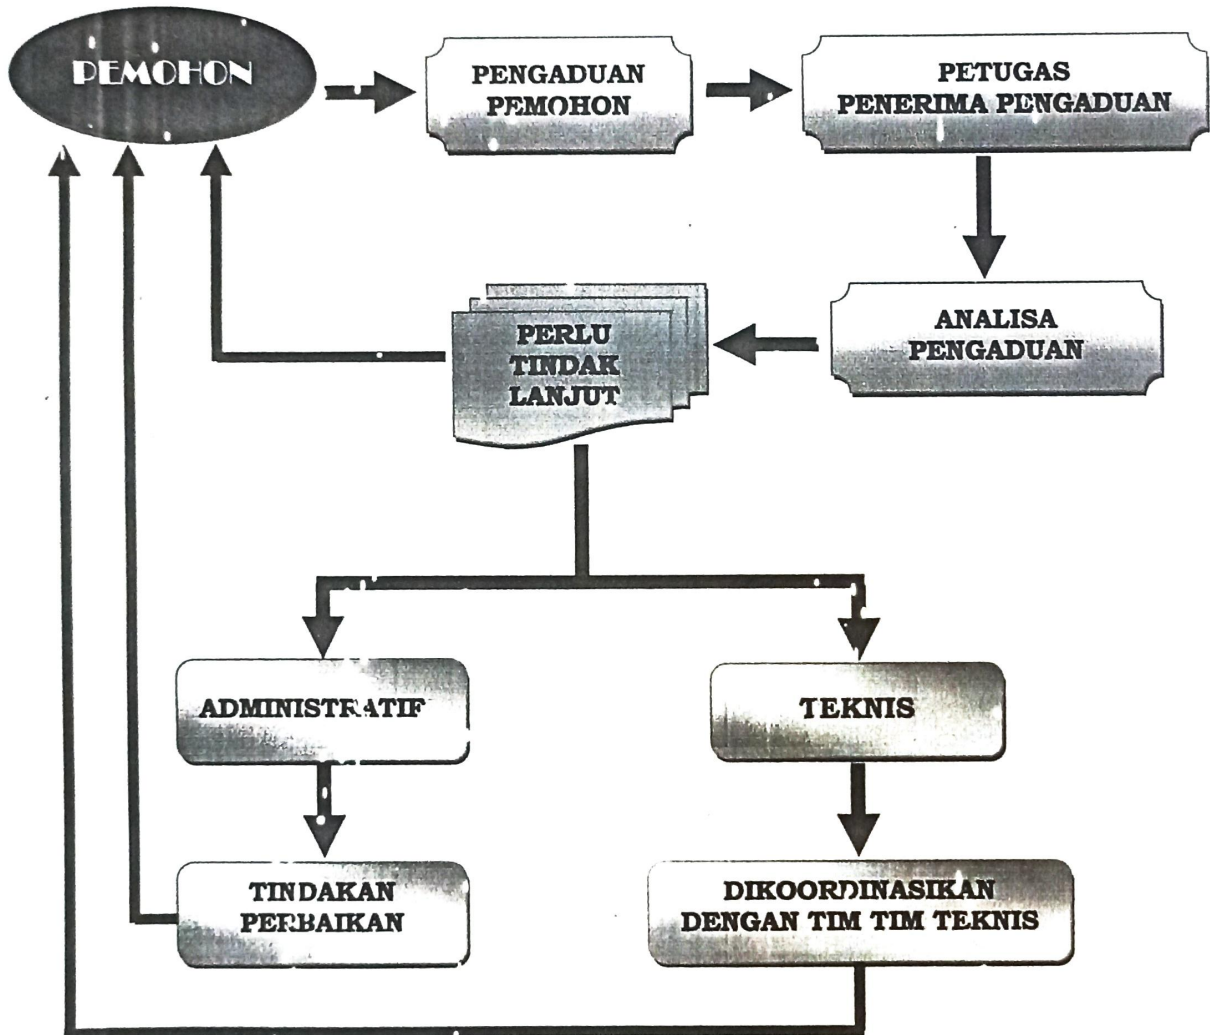 PEMOHON
PENGADUAN
PEMOHON
PETUGAS
PENERIMA PENGADUAN
ANALISA
PENGADUAN
PERLU
TINDAK
LANJUT
ADMINISTRATIF
TEKNIS
TINDAKAN
PERBAIKAN
DIKOORDINASIKAN
DENGAN TIM TIM TEKNIS